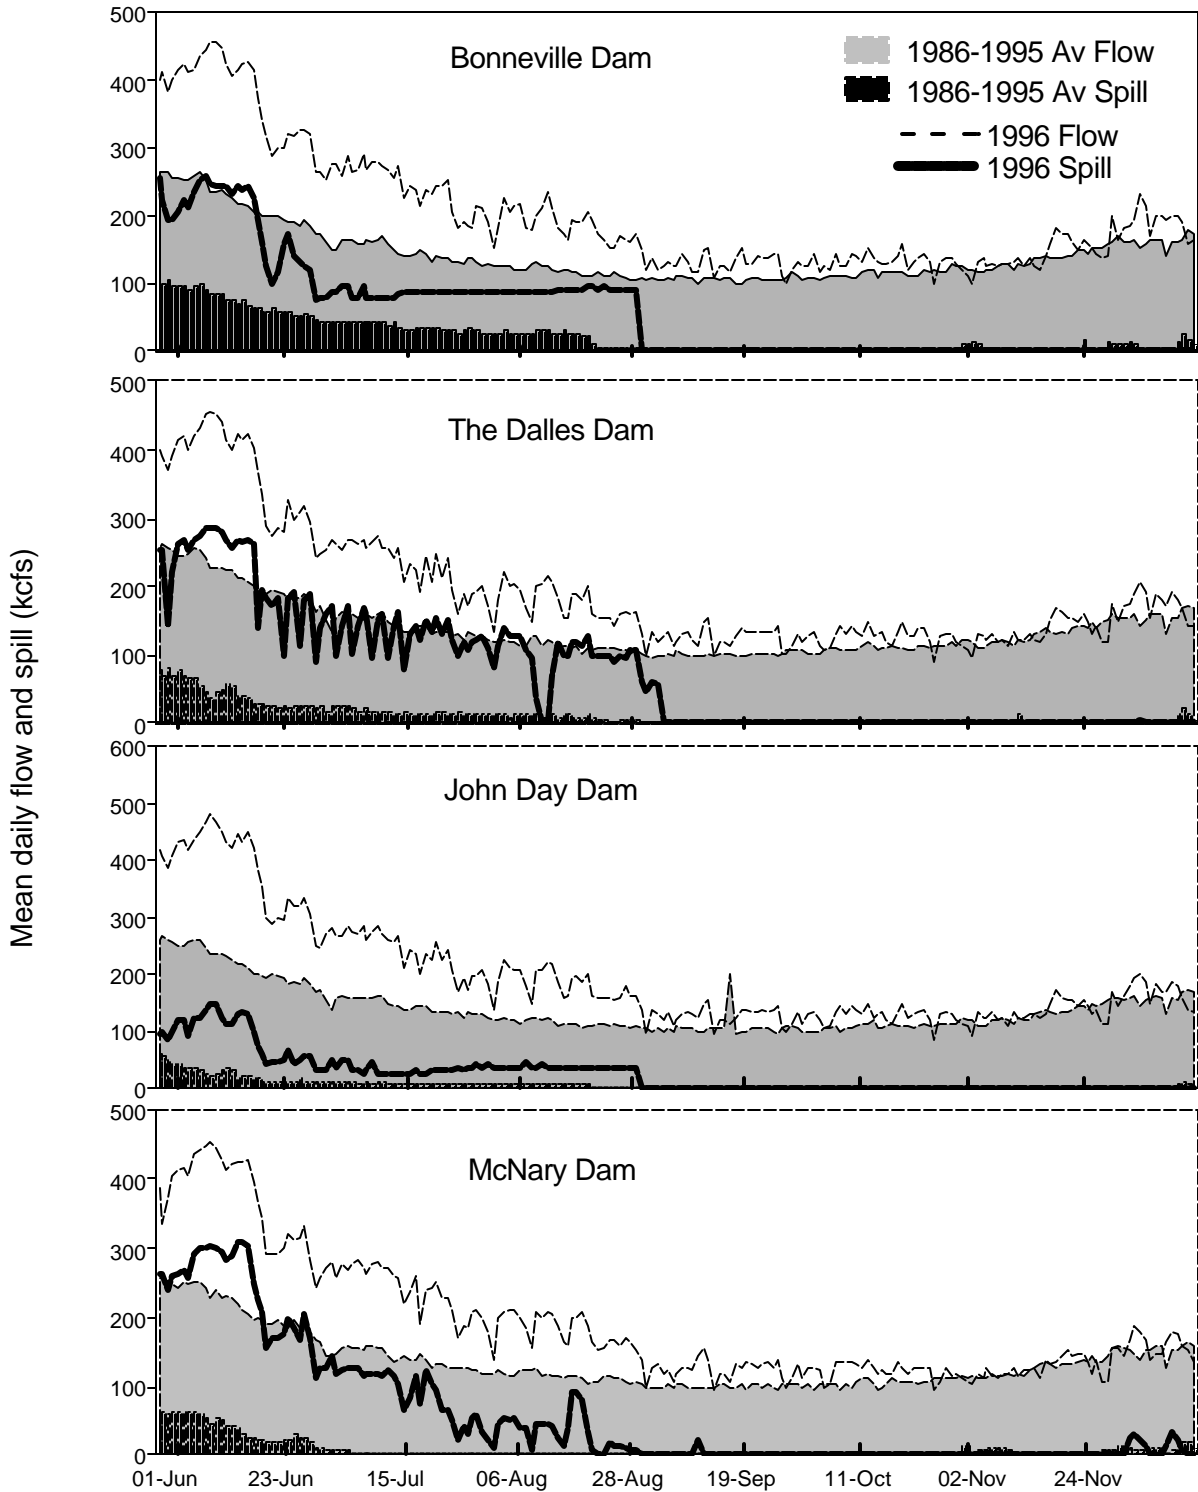 Mean daily flow and spill (kcfs)
500
400
300
200
100
0
Bonneville Dam
1986-1995 Av Flow
1986-1995 Av Spill
1996 Flow
1996 Spill
500
400
300
200
100
0
The Dalles Dam
600
500
400
300
200
100
0
John Day Dam
500
400
300
200
100
0
McNary Dam
01-Jun 23-Jun 15-Jul 06-Aug 28-Aug 19-Sep 11-Oct 02-Nov 24-Nov